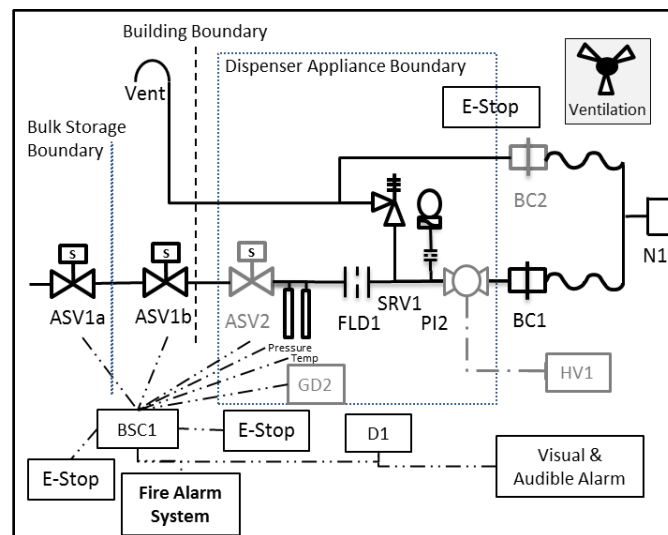 Building Boundary
Dispenser Appliance Boundary
Vent
E-Stop
Ventilation
Bulk Storage
Boundary
BC2
S
S
S
N1
ASV1a
ASV1b
ASV2
FLD1
SRV1
PI2
BC1
Pressure
Temp
GD2
HV1
BSC1
E-Stop
D1
E-Stop
Fire Alarm
System
Visual &
Audible Alarm